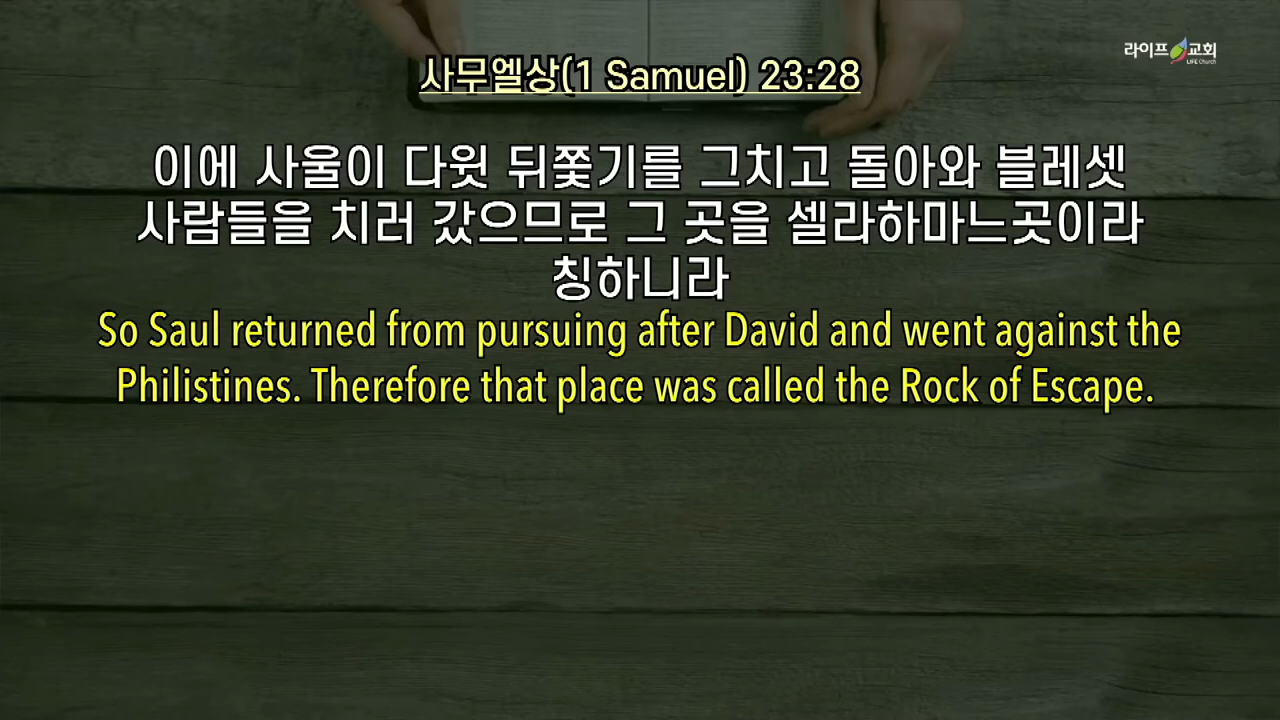 라이프 교회
LIFE Church
사무엘상(1 Samuel) 23:28
이에 사울이 다윗 뒤쫓기를 그치고 돌아와 블레셋
사람들을 치러 갔으므로 그 곳을 셀라하마느곳이라
칭하니라
So Saul returned from pursuing after David and went against the
Philistines. Therefore that place was called the Rock of Escape.